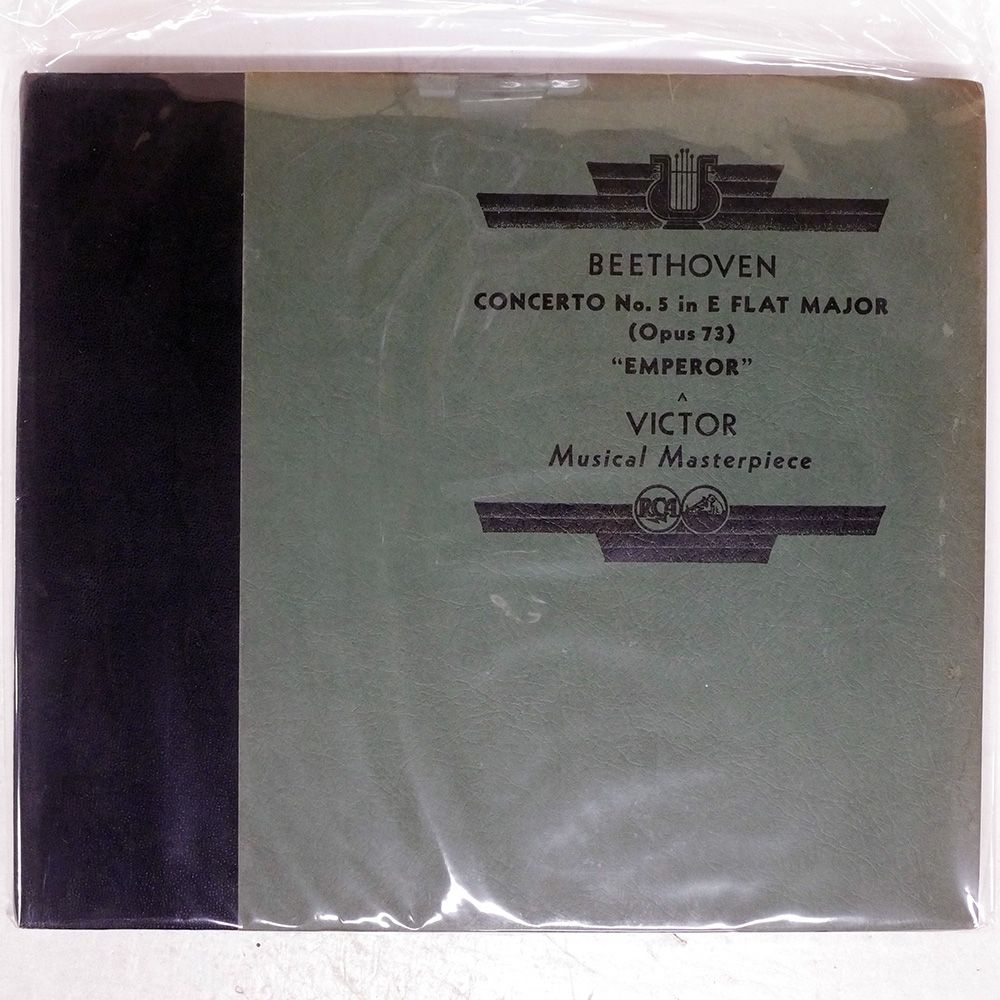 BEETHOVEN
CONCERTO No. 5 in E FLAT MAJOR
(Opus 73)
"EMPEROR"
A
VICTOR
Musical Masterpiece
RCA